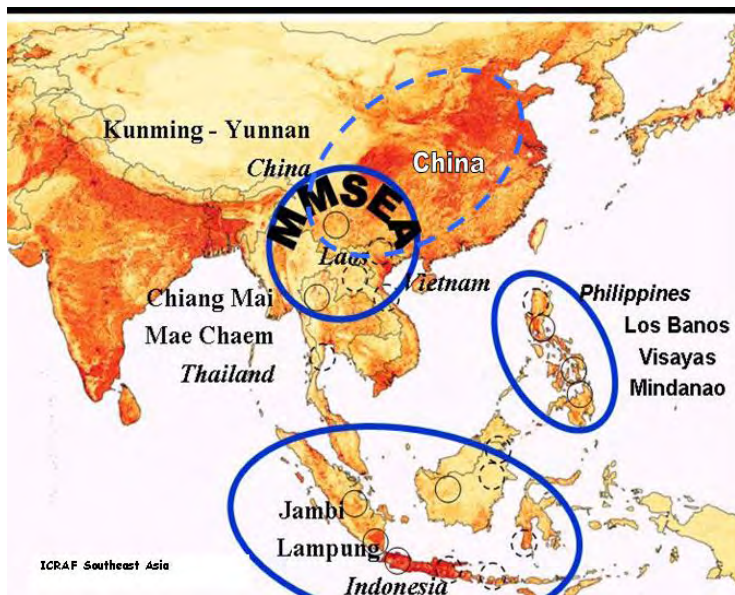 Kunming - Yunnan
China
China
MMSEA
Laos
Vietnam
Chiang Mai
Mae Chaem
Thailand
Philippines
Los Banos
Visayas
Mindanao
Jambi
Lampung
Indonesia
ICRAF Southeast Asia